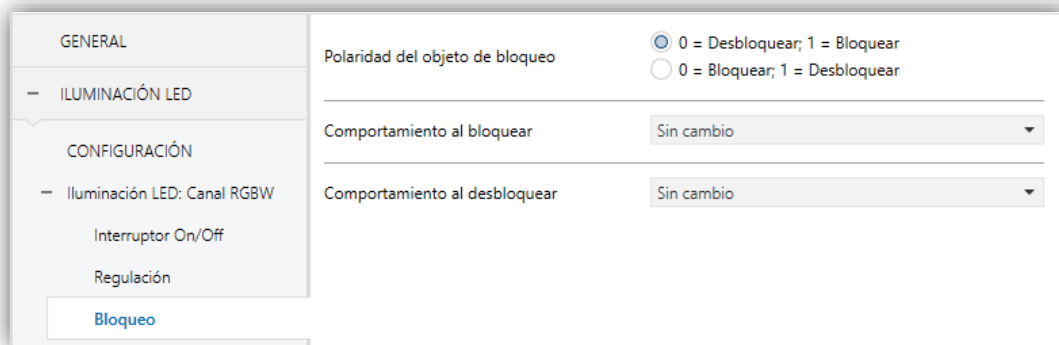 GENERAL
− ILUMINACIÓN LED
CONFIGURACIÓN
− Iluminación LED: Canal RGBW
Interruptor On/Off
Regulación
Bloqueo
Polaridad del objeto de bloqueo
0 = Desbloquear; 1 = Bloquear
0 = Bloquear; 1 = Desbloquear
Comportamiento al bloquear Sin cambio
Comportamiento al desbloquear Sin cambio